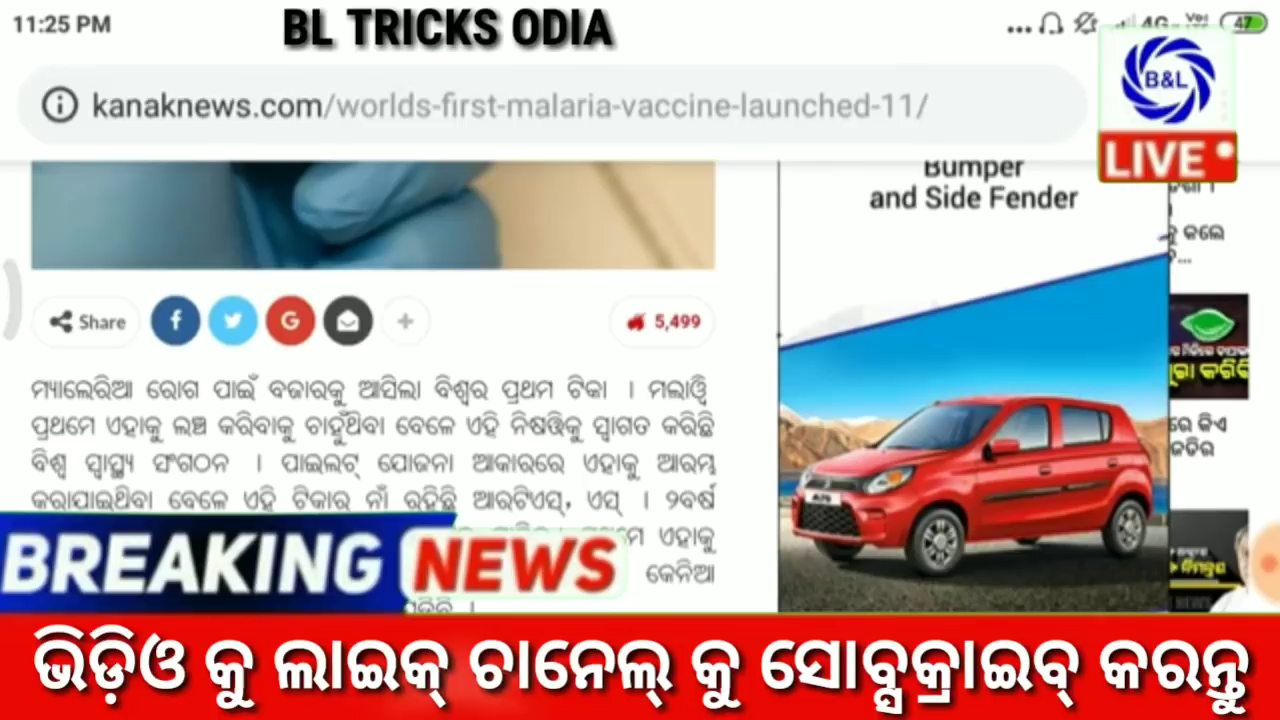 11:25 PM
BL TRICKS ODIA
4G
47
kanaknews.com/worlds-first-malaria-vaccine-launched-11/
B&L
LIVE
Bumper
and Side Fender
କୁ କଲେ
Share
5,499
ମ୍ୟାଲେରିଆ ରୋଗ ପାଇଁ ବଜାରକୁ ଆସିଲା ବିଶ୍ୱର ପ୍ରଥମ ଟିକା । ମଲାୱି
ପ୍ରଥମେ ଏହାକୁ ଲଞ୍ଚ କରିବାକୁ ଚାହୁଁଥିବା ବେଳେ ଏହି ନିଷ୍ପତ୍ତିକୁ ସ୍ୱାଗତ କରିଛି
ବିଶ୍ୱ ସ୍ୱାସ୍ଥ୍ୟ ସଂଗଠନ । ପାଇଲଟ୍ ଯୋଜନା ଆକାରରେ ଏହାକୁ ଆରମ୍ଭ
କରାଯାଇଥିବା ବେଳେ ଏହି ଟିକାର ନାଁ ରହିଛି ଆରଟିଏସ୍, ଏସ୍ । ୨ବର୍ଷ
ଏହାକୁ
କେନିଆ
BREAKING NEWS
ଭିଡ଼ିଓ କୁ ଲାଇକ୍ ଚାନେଲ୍ କୁ ସୋବ୍ସକ୍ରାଇବ୍ କରନ୍ତୁ